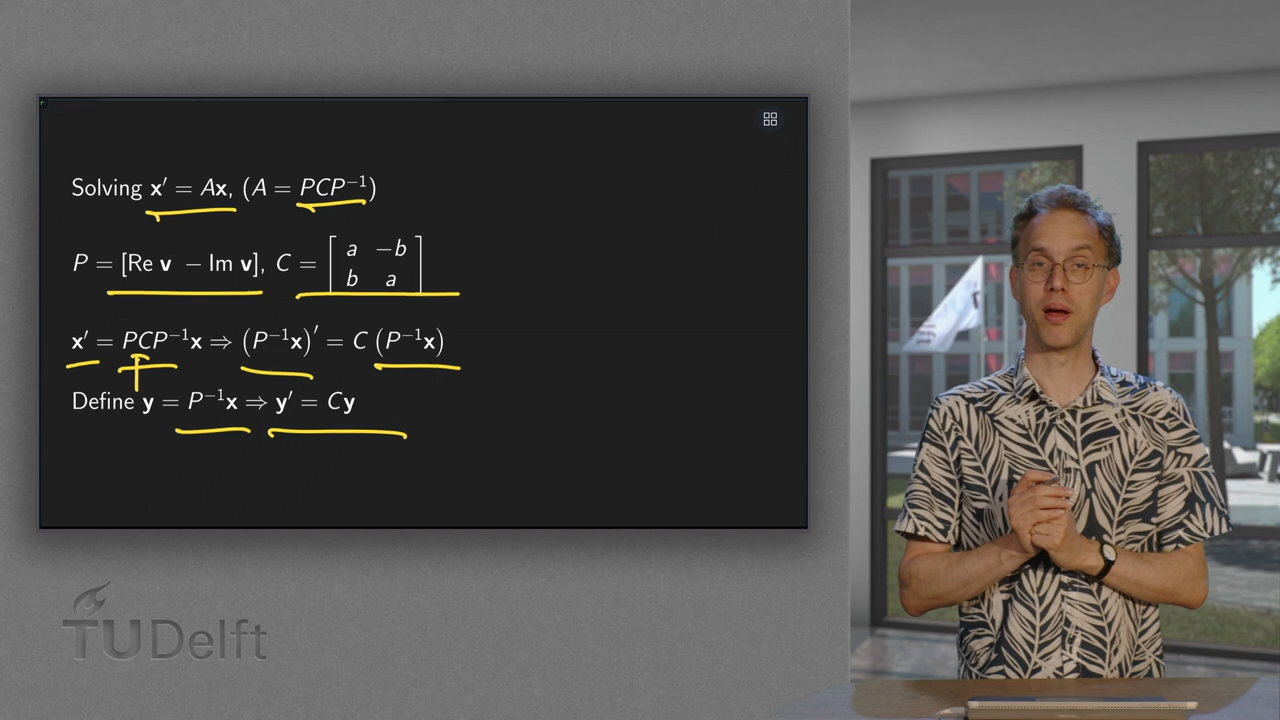 Solving x′ = Ax, (A = PCP⁻¹)
P = [Re v  − Im v], C = [ a  −b
b  a ]
x′ = PCP⁻¹x ⇒ (P⁻¹x)′ = C (P⁻¹x)
Define y = P⁻¹x ⇒ y′ = Cy
TUDelft